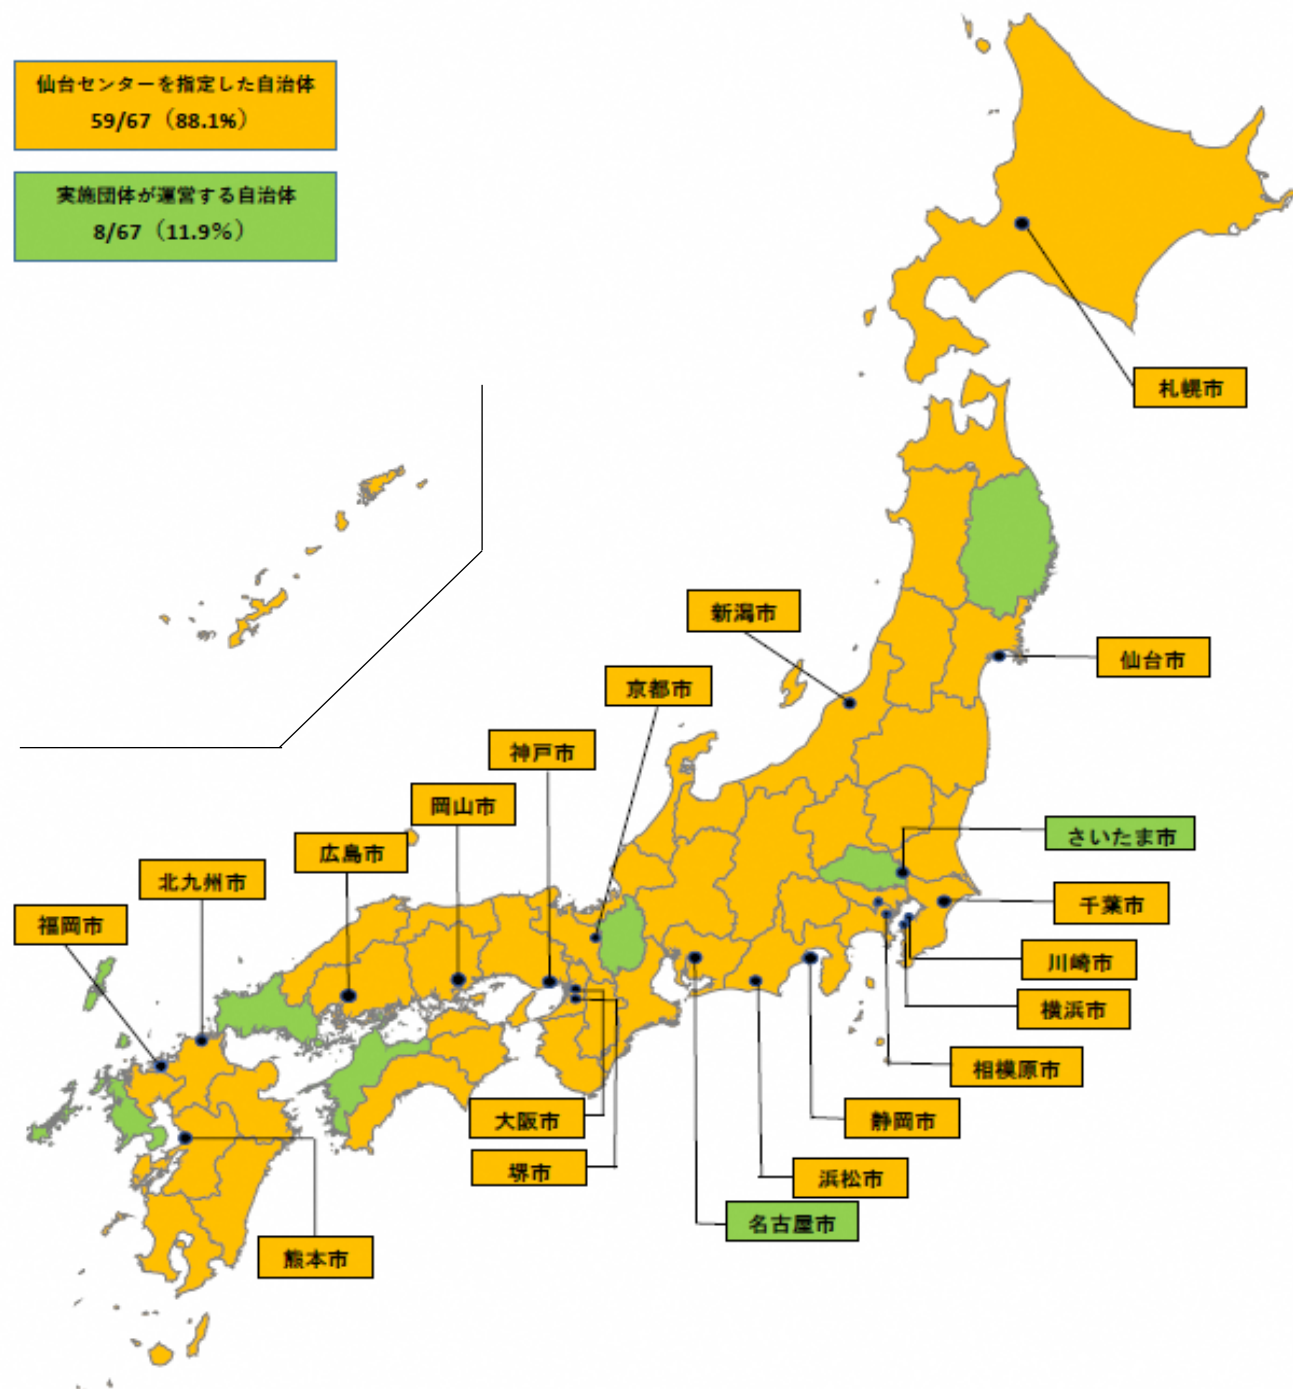 仙台センターを指定した自治体
59/67（88.1%）
実施団体が運営する自治体
8/67（11.9％）
札幌市
新潟市
仙台市
京都市
神戸市
岡山市
広島市
さいたま市
北九州市
千葉市
福岡市
川崎市
横浜市
相模原市
大阪市
静岡市
堺市
浜松市
名古屋市
熊本市